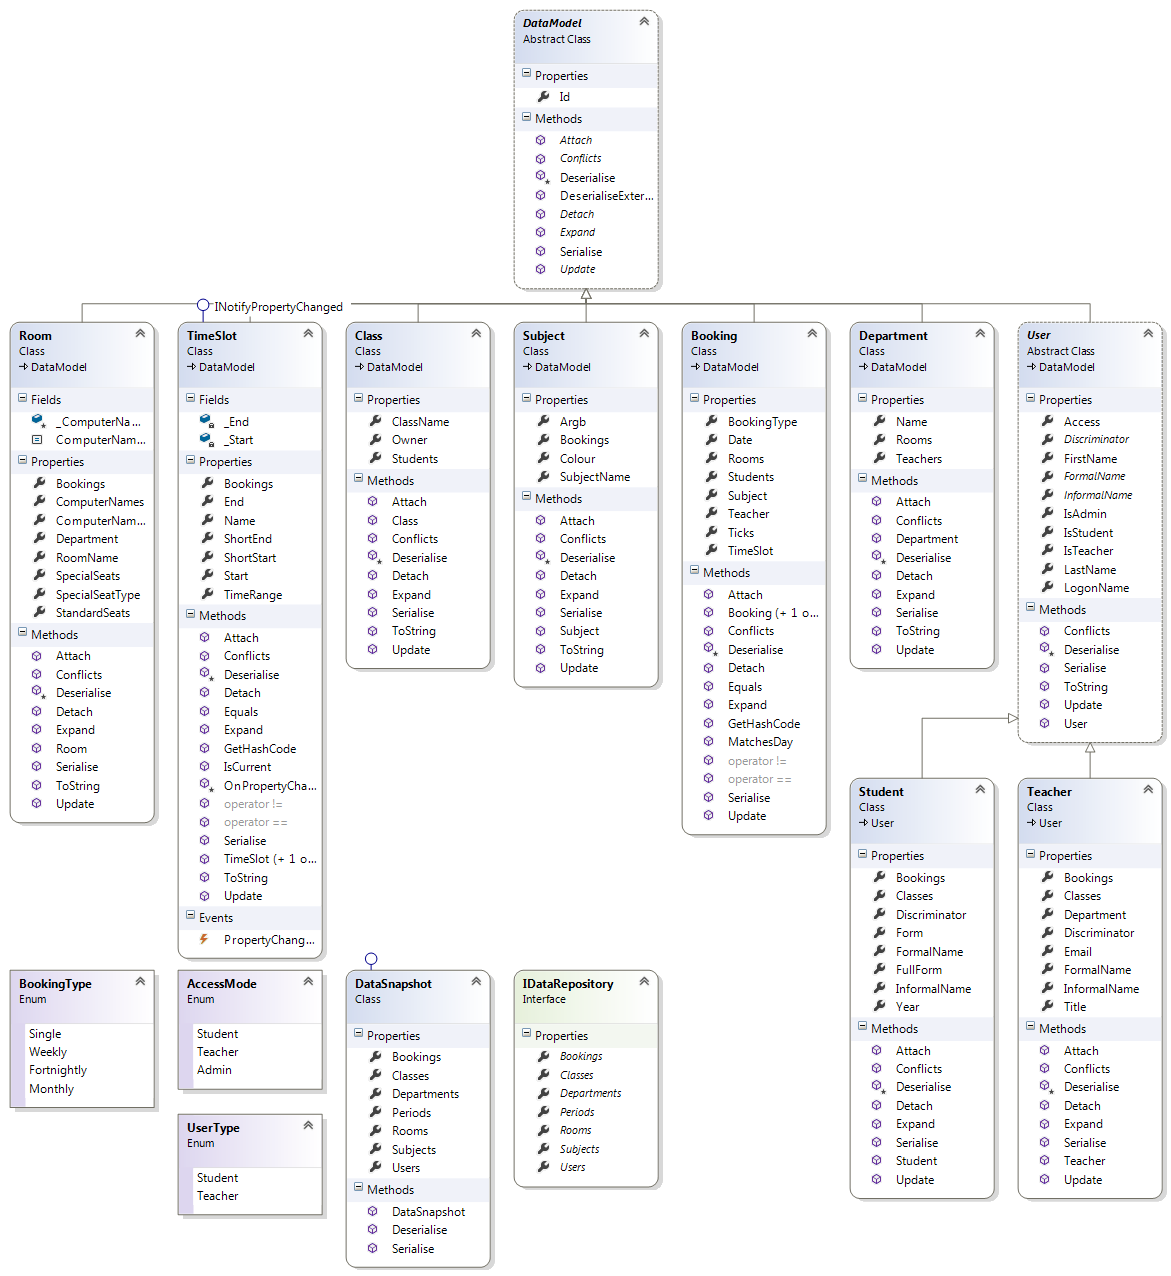 DataModel
Abstract Class
Properties
Id
Methods
Attach
Conflicts
Deserialise
DeserialiseExter...
Detach
Expand
Serialise
Update
INotifyPropertyChanged
Room
Class
DataModel
Fields
_ComputerNa...
ComputerNam...
Properties
Bookings
ComputerNames
ComputerNam...
Department
RoomName
SpecialSeats
SpecialSeatType
StandardSeats
Methods
Attach
Conflicts
Deserialise
Detach
Expand
Room
Serialise
ToString
Update
TimeSlot
Class
DataModel
Fields
_End
_Start
Properties
Bookings
End
Name
ShortEnd
ShortStart
Start
TimeRange
Methods
Attach
Conflicts
Deserialise
Detach
Equals
Expand
GetHashCode
IsCurrent
OnPropertyCha...
operator !=
operator ==
Serialise
TimeSlot (+ 1 o...
ToString
Update
Events
PropertyChang...
Class
Class
DataModel
Properties
ClassName
Owner
Students
Methods
Attach
Class
Conflicts
Deserialise
Detach
Expand
Serialise
ToString
Update
Subject
Class
DataModel
Properties
Argb
Bookings
Colour
SubjectName
Methods
Attach
Conflicts
Deserialise
Detach
Expand
Serialise
Subject
ToString
Update
Booking
Class
DataModel
Properties
BookingType
Date
Rooms
Students
Subject
Teacher
Ticks
TimeSlot
Methods
Attach
Booking (+ 1 o...
Conflicts
Deserialise
Detach
Equals
Expand
GetHashCode
MatchesDay
operator !=
operator ==
Serialise
Update
Department
Class
DataModel
Properties
Name
Rooms
Teachers
Methods
Attach
Conflicts
Department
Deserialise
Detach
Expand
Serialise
ToString
Update
User
Abstract Class
DataModel
Properties
Access
Discriminator
FirstName
FormalName
InformalName
IsAdmin
IsStudent
IsTeacher
LastName
LogonName
Methods
Conflicts
Deserialise
Serialise
ToString
Update
User
Student
Class
User
Properties
Bookings
Classes
Discriminator
Form
FormalName
FullForm
InformalName
Year
Methods
Attach
Conflicts
Deserialise
Detach
Expand
Serialise
Student
Update
Teacher
Class
User
Properties
Bookings
Classes
Department
Discriminator
Email
FormalName
InformalName
Title
Methods
Attach
Conflicts
Deserialise
Detach
Expand
Serialise
Teacher
Update
BookingType
Enum
Single
Weekly
Fortnightly
Monthly
AccessMode
Enum
Student
Teacher
Admin
UserType
Enum
Student
Teacher
DataSnapshot
Class
Properties
Bookings
Classes
Departments
Periods
Rooms
Subjects
Users
Methods
DataSnapshot
Deserialise
Serialise
IDataRepository
Interface
Properties
Bookings
Classes
Departments
Periods
Rooms
Subjects
Users